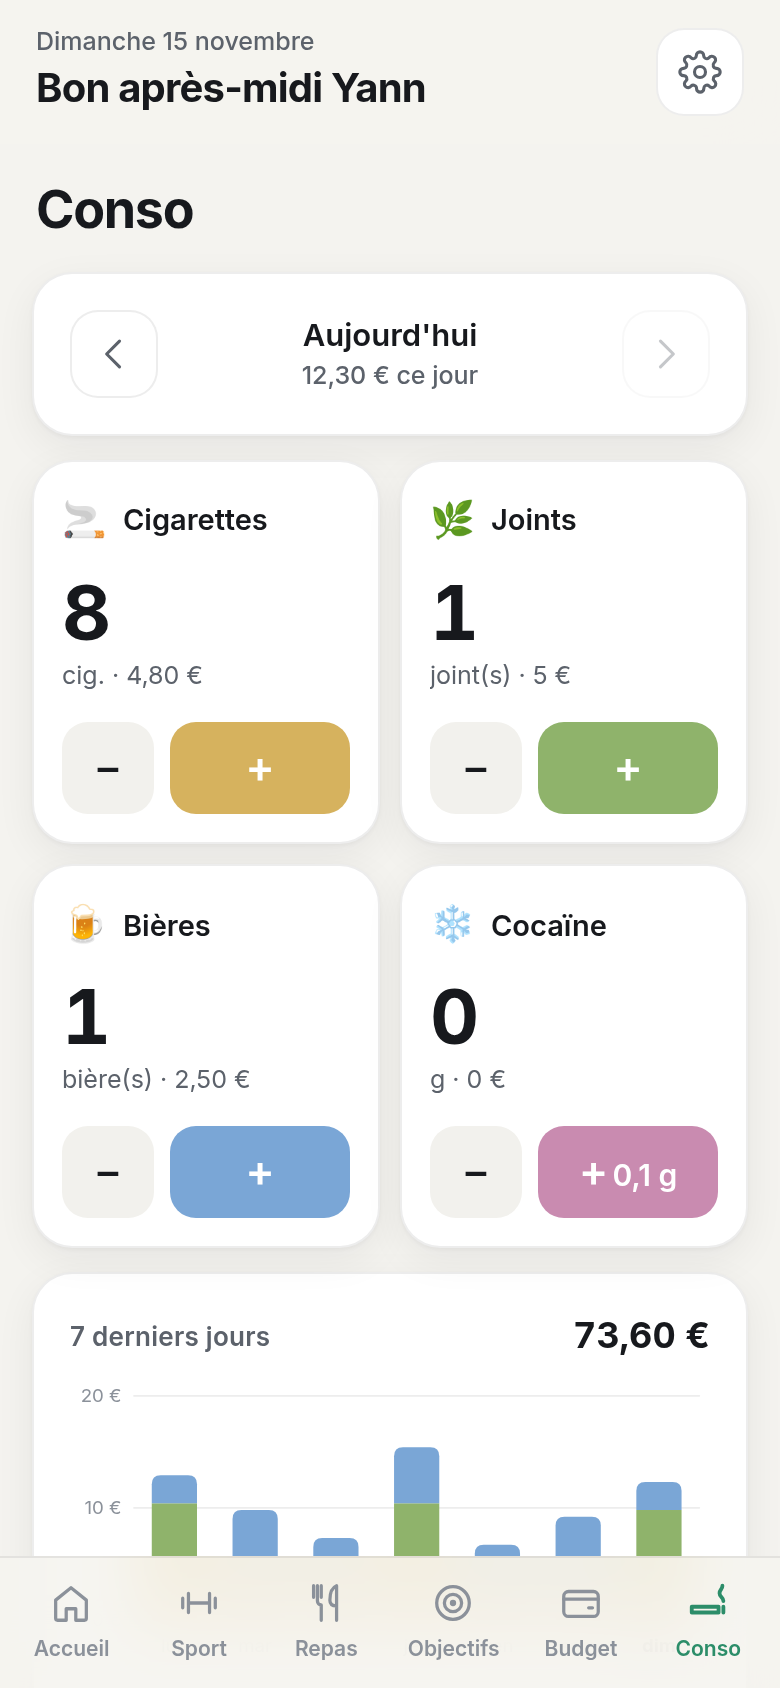 Dimanche 15 novembre
Bon après-midi Yann
Conso
Aujourd'hui
12,30 € ce jour
Cigarettes
8
cig. · 4,80 €
− +
Joints
1
joint(s) · 5 €
− +
Bières
1
bière(s) · 2,50 €
− +
Cocaïne
0
g · 0 €
− + 0,1 g
7 derniers jours
73,60 €
20 €
10 €
Accueil
Sport
Repas
Objectifs
Budget
Conso